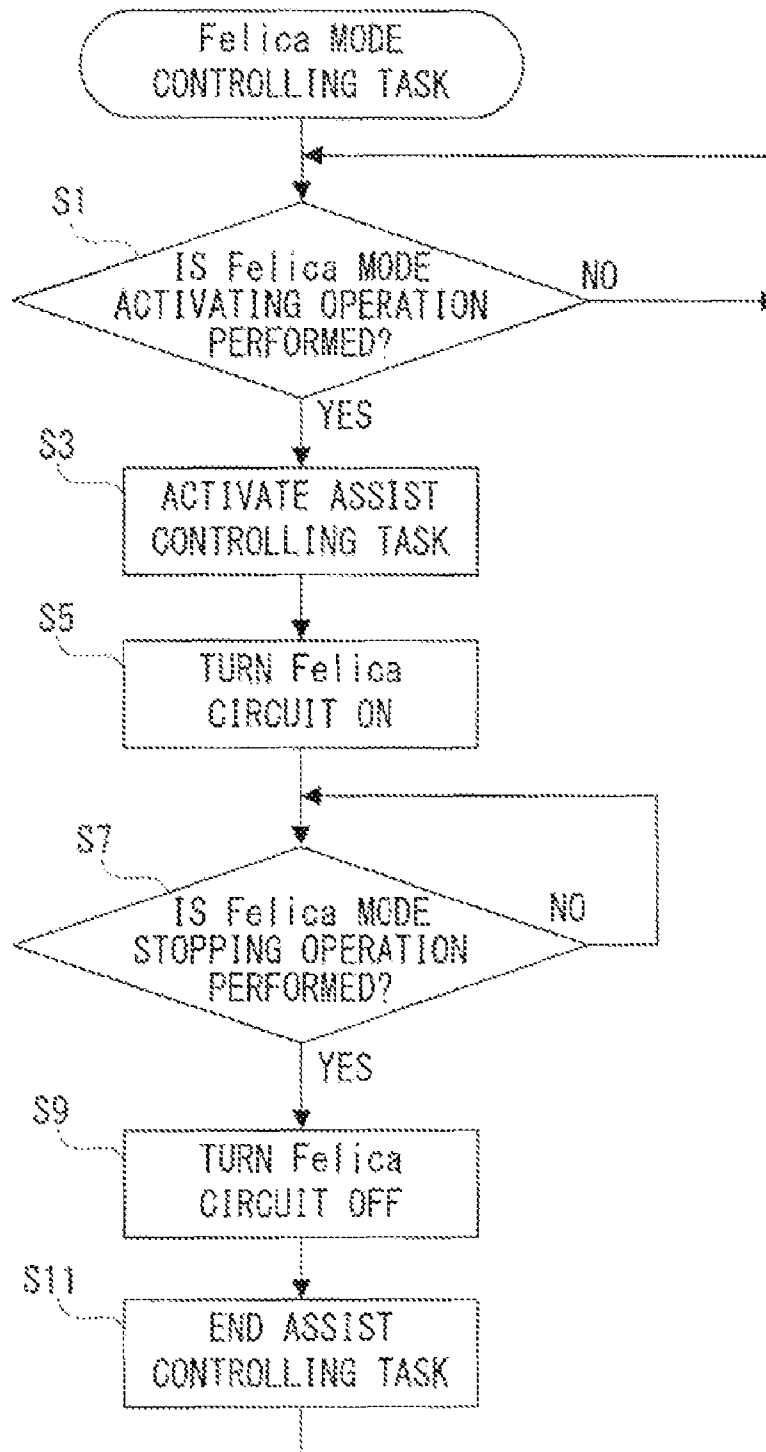 Felica MODE
CONTROLLING TASK
S1
IS Felica MODE
ACTIVATING OPERATION
PERFORMED?
NO
YES
S3
ACTIVATE ASSIST
CONTROLLING TASK
S5
TURN Felica
CIRCUIT ON
S7
IS Felica MODE
STOPPING OPERATION
PERFORMED?
NO
YES
S9
TURN Felica
CIRCUIT OFF
S11
END ASSIST
CONTROLLING TASK